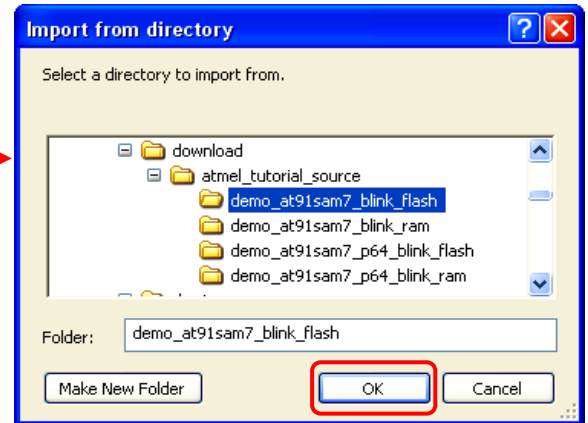 Import from directory
Select a directory to import from.
download
atmel_tutorial_source
demo_at91sam7_blink_flash
demo_at91sam7_blink_ram
demo_at91sam7_p64_blink_flash
demo_at91sam7_p64_blink_ram
Folder: demo_at91sam7_blink_flash
Make New Folder OK Cancel